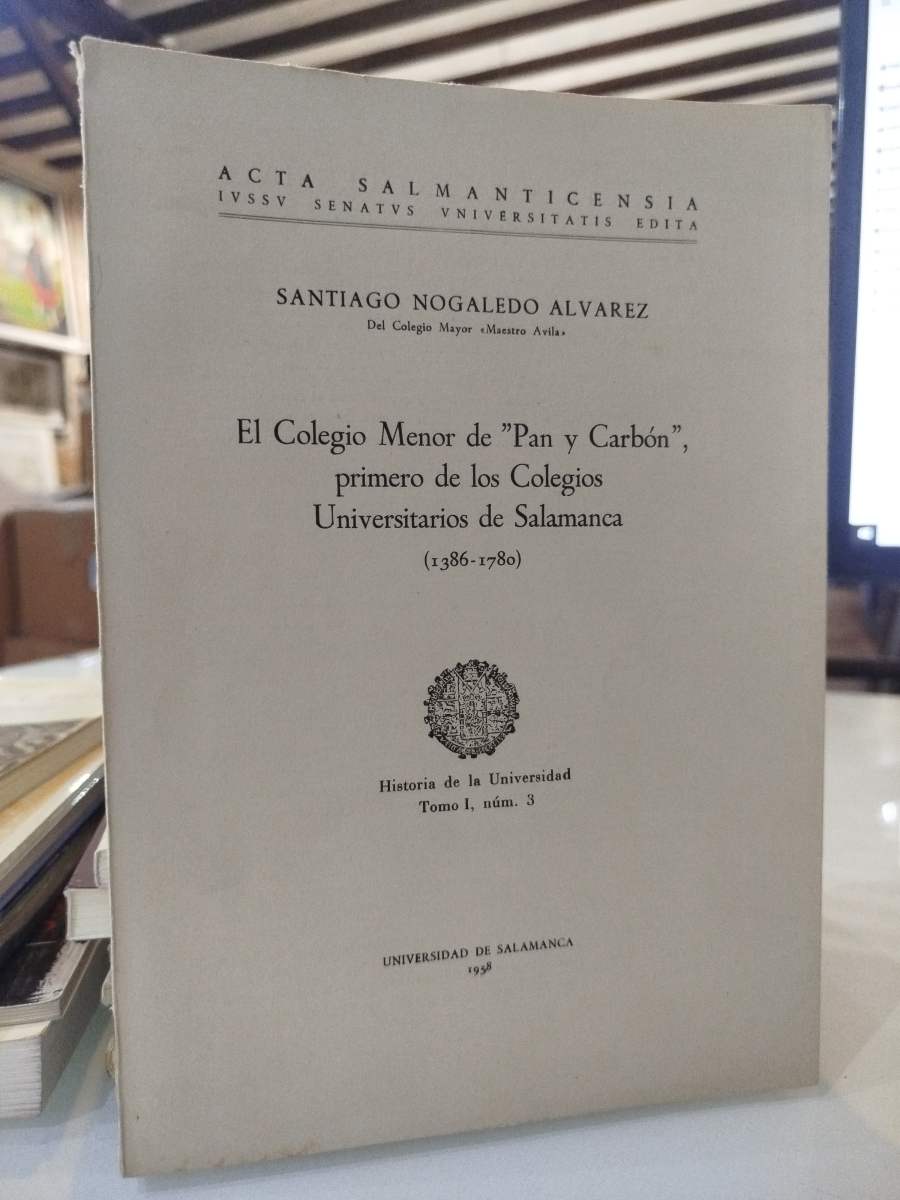 ACTA SALMANTICENSIA
IVSSV SENATVS VNIVERSITATIS EDITA
SANTIAGO NOGALEDO ALVAREZ
Del Colegio Mayor «Maestro Avila»
El Colegio Menor de ”Pan y Carbón”,
primero de los Colegios
Universitarios de Salamanca
(1386-1780)
Historia de la Universidad
Tomo I, núm. 3
UNIVERSIDAD DE SALAMANCA
1958